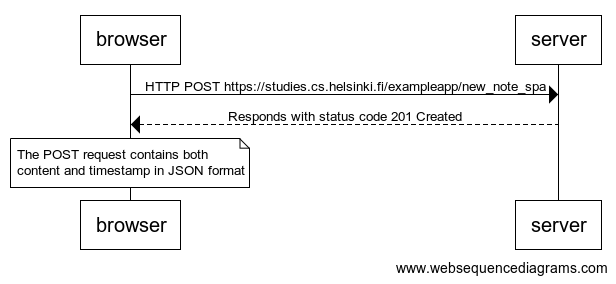 browser
server
HTTP POST https://studies.cs.helsinki.fi/exampleapp/new_note_spa
Responds with status code 201 Created
The POST request contains both
content and timestamp in JSON format
browser
server
www.websequencediagrams.com